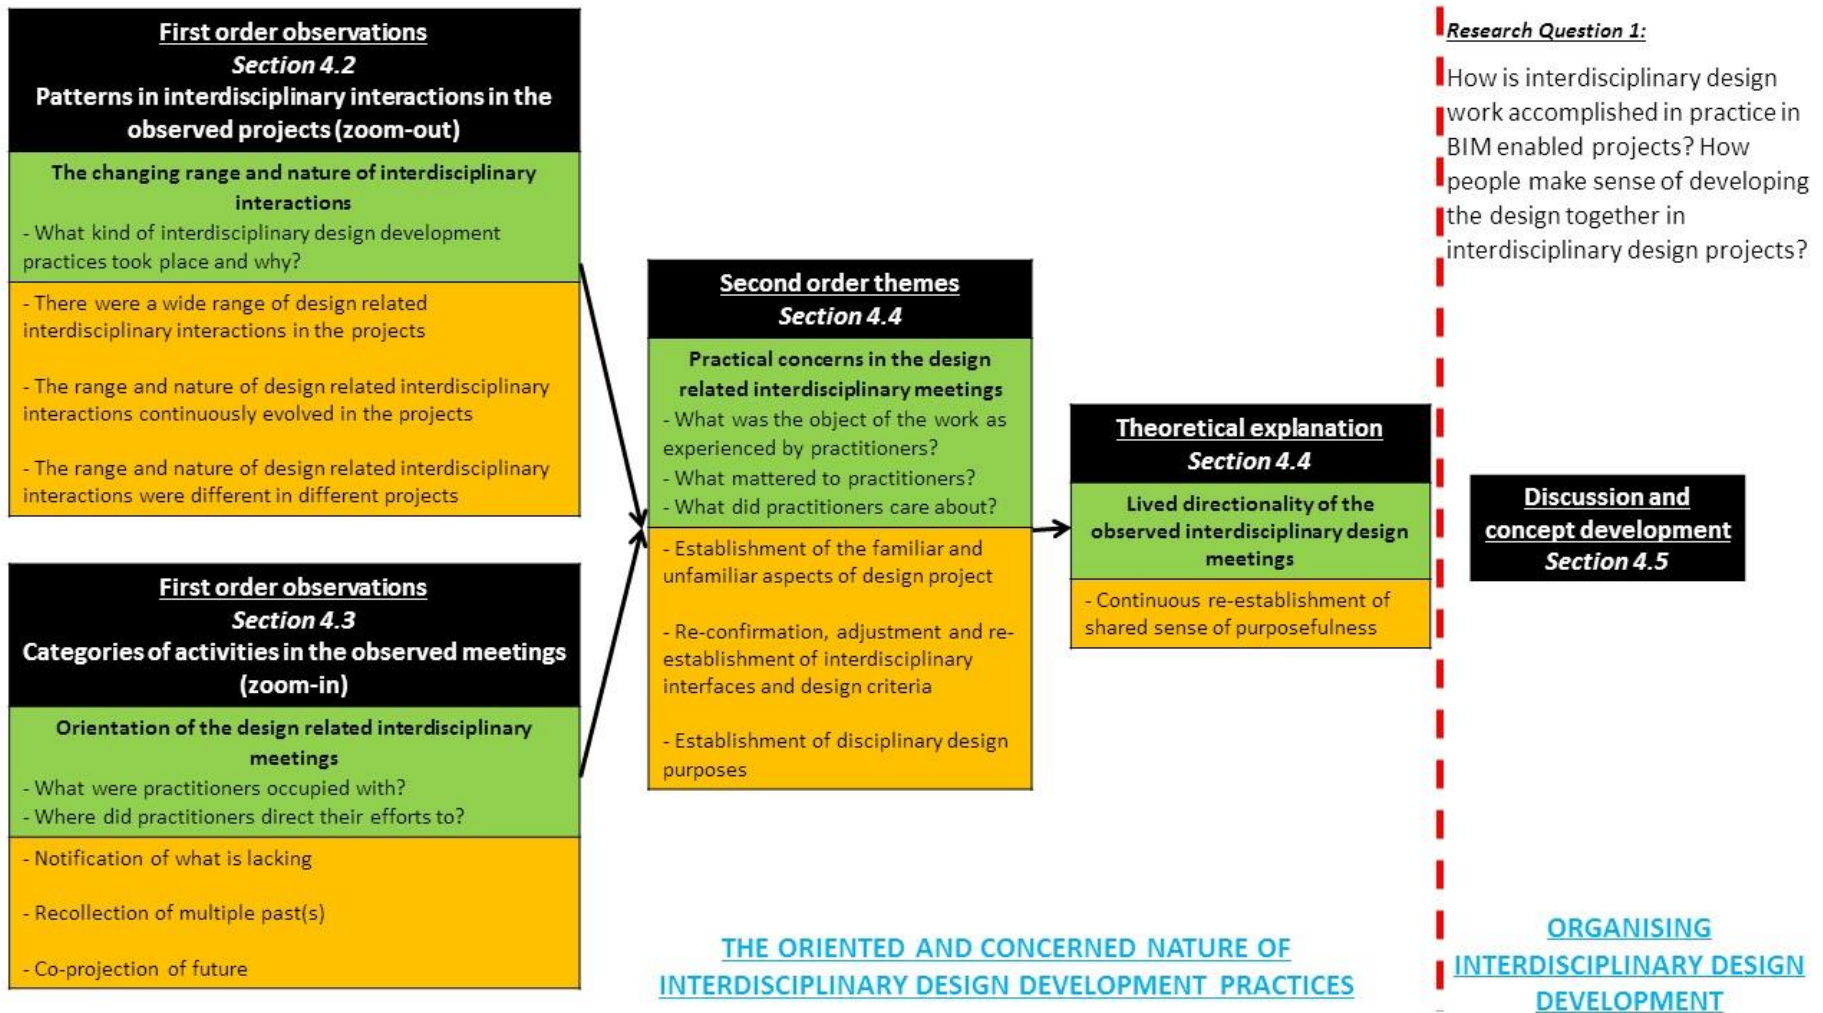 First order observations
Section 4.2
Patterns in interdisciplinary interactions in the
observed projects (zoom-out)
The changing range and nature of interdisciplinary
interactions
- What kind of interdisciplinary design development
practices took place and why?
- There were a wide range of design related
interdisciplinary interactions in the projects
- The range and nature of design related interdisciplinary
interactions continuously evolved in the projects
- The range and nature of design related interdisciplinary
interactions were different in different projects
First order observations
Section 4.3
Categories of activities in the observed meetings
(zoom-in)
Orientation of the design related interdisciplinary
meetings
- What were practitioners occupied with?
- Where did practitioners direct their efforts to?
- Notification of what is lacking
- Recollection of multiple past(s)
- Co-projection of future
Second order themes
Section 4.4
Practical concerns in the design
related interdisciplinary meetings
- What was the object of the work as
experienced by practitioners?
- What mattered to practitioners?
- What did practitioners care about?
- Establishment of the familiar and
unfamiliar aspects of design project
- Re-confirmation, adjustment and re-
establishment of interdisciplinary
interfaces and design criteria
- Establishment of disciplinary design
purposes
Theoretical explanation
Section 4.4
Lived directionality of the
observed interdisciplinary design
meetings
- Continuous re-establishment of
shared sense of purposefulness
THE ORIENTED AND CONCERNED NATURE OF
INTERDISCIPLINARY DESIGN DEVELOPMENT PRACTICES
Research Question 1:
How is interdisciplinary design
work accomplished in practice in
BIM enabled projects? How
people make sense of developing
the design together in
interdisciplinary design projects?
Discussion and
concept development
Section 4.5
ORGANISING
INTERDISCIPLINARY DESIGN
DEVELOPMENT